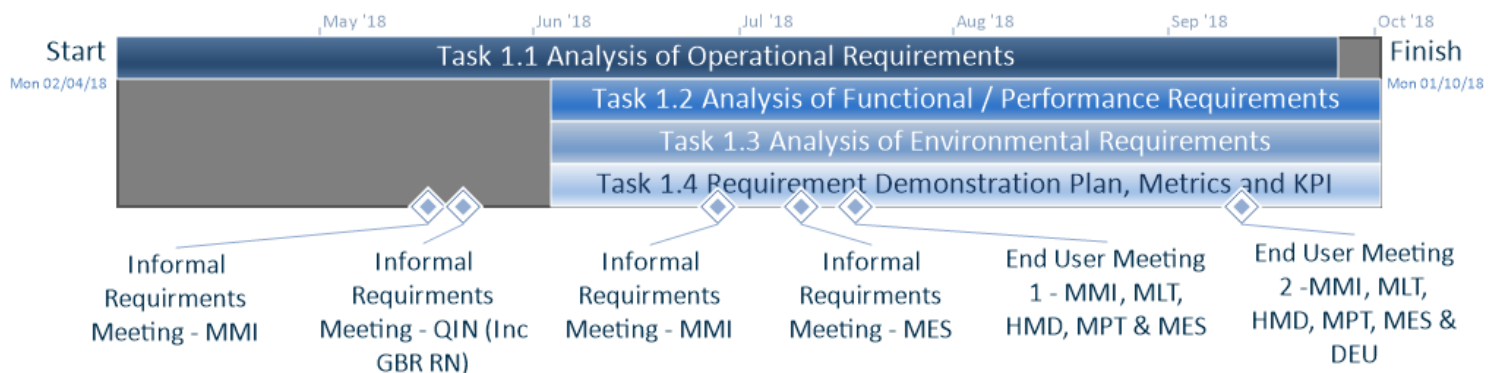 May '18
Jun '18
Jul '18
Aug '18
Sep '18
Oct '18
Start
Mon 02/04/18
Task 1.1 Analysis of Operational Requirements
Finish
Mon 01/10/18
Task 1.2 Analysis of Functional / Performance Requirements
Task 1.3 Analysis of Environmental Requirements
Task 1.4 Requirement Demonstration Plan, Metrics and KPI
Informal
Requirments
Meeting - MMI
Informal
Requirments
Meeting - QIN (Inc
GBR RN)
Informal
Requirments
Meeting - MMI
Informal
Requirments
Meeting - MES
End User Meeting
1 - MMI, MLT,
HMD, MPT & MES
End User Meeting
2 -MMI, MLT,
HMD, MPT, MES &
DEU